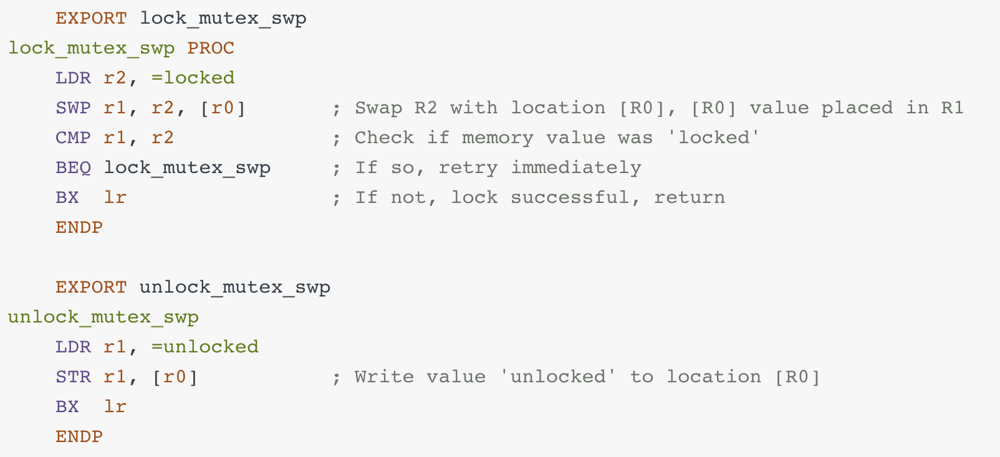 EXPORT lock_mutex_swp
lock_mutex_swp PROC
LDR r2, =locked
SWP r1, r2, [r0] ; Swap R2 with location [R0], [R0] value placed in R1
CMP r1, r2 ; Check if memory value was 'locked'
BEQ lock_mutex_swp ; If so, retry immediately
BX lr ; If not, lock successful, return
ENDP
EXPORT unlock_mutex_swp
unlock_mutex_swp
LDR r1, =unlocked
STR r1, [r0] ; Write value 'unlocked' to location [R0]
BX lr
ENDP